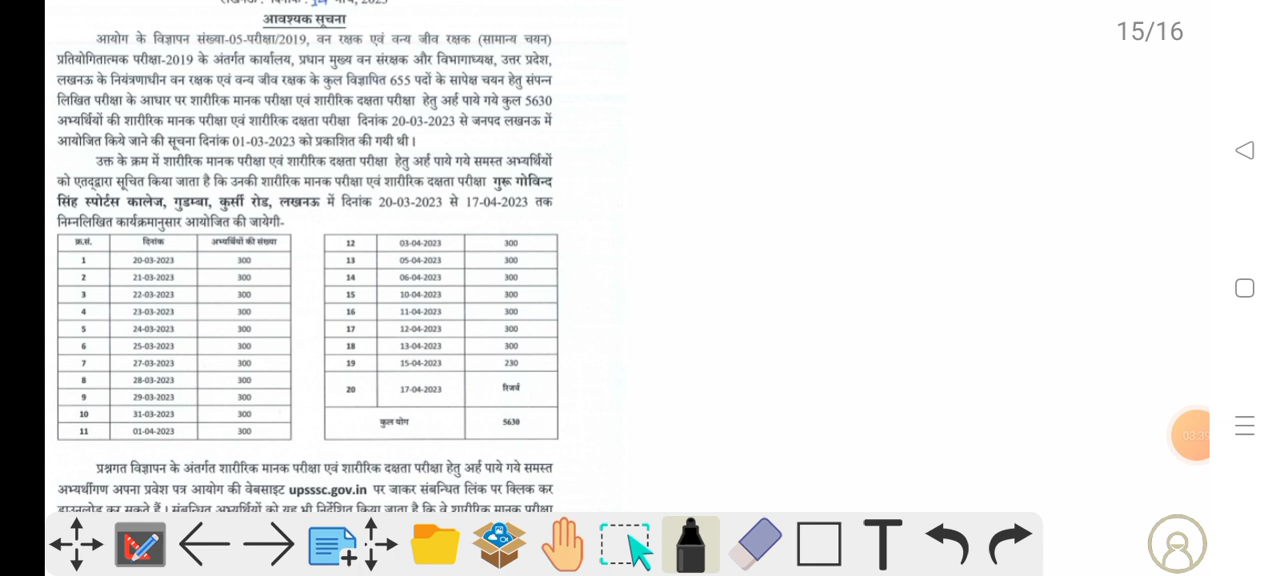 15/16
आवश्यक सूचना
आयोग के विज्ञापन संख्या-05-परीक्षा/2019, वन रक्षक एवं वन्य जीव रक्षक (सामान्य चयन)
प्रतियोगितात्मक परीक्षा-2019 के अंतर्गत कार्यालय, प्रधान मुख्य वन संरक्षक और विभागाध्यक्ष, उत्तर प्रदेश,
लखनऊ के नियंत्रणाधीन वन रक्षक एवं वन्य जीव रक्षक के कुल विज्ञापित 655 पदों के सापेक्ष चयन हेतु संपन्न
लिखित परीक्षा के आधार पर शारीरिक मानक परीक्षा एवं शारीरिक दक्षता परीक्षा हेतु अर्ह पाये गये कुल 5630
अभ्यर्थियों की शारीरिक मानक परीक्षा एवं शारीरिक दक्षता परीक्षा दिनांक 20-03-2023 से जनपद लखनऊ में
आयोजित किये जाने की सूचना दिनांक 01-03-2023 को प्रकाशित की गयी थी।
उक्त के क्रम में शारीरिक मानक परीक्षा एवं शारीरिक दक्षता परीक्षा हेतु अर्ह पाये गये समस्त अभ्यर्थियों
को एतद्द्वारा सूचित किया जाता है कि उनकी शारीरिक मानक परीक्षा एवं शारीरिक दक्षता परीक्षा गुरू गोविन्द
सिंह स्पोर्टस कालेज, गुडम्बा, कुर्सी रोड, लखनऊ में दिनांक 20-03-2023 से 17-04-2023 तक
निम्नलिखित कार्यक्रमानुसार आयोजित की जायेगी-
क्र.सं. दिनांक अभ्यर्थियों की संख्या
1 20-03-2023 300
2 21-03-2023 300
3 22-03-2023 300
4 23-03-2023 300
5 24-03-2023 300
6 25-03-2023 300
7 27-03-2023 300
8 28-03-2023 300
9 29-03-2023 300
10 31-03-2023 300
11 01-04-2023 300
12 03-04-2023 300
13 05-04-2023 300
14 06-04-2023 300
15 10-04-2023 300
16 11-04-2023 300
17 12-04-2023 300
18 13-04-2023 300
19 15-04-2023 230
20 17-04-2023 रिजर्व
कुल योग 5630
प्रश्नगत विज्ञापन के अंतर्गत शारीरिक मानक परीक्षा एवं शारीरिक दक्षता परीक्षा हेतु अर्ह पाये गये समस्त
अभ्यर्थीगण अपना प्रवेश पत्र आयोग की वेबसाइट upsssc.gov.in पर जाकर संबन्धित लिंक पर क्लिक कर
डाउनलोड कर सकते हैं। संबन्धित अभ्यर्थियों को यह भी निर्देशित किया जाता है कि वे शारीरिक मानक परीक्षा
03:39
T